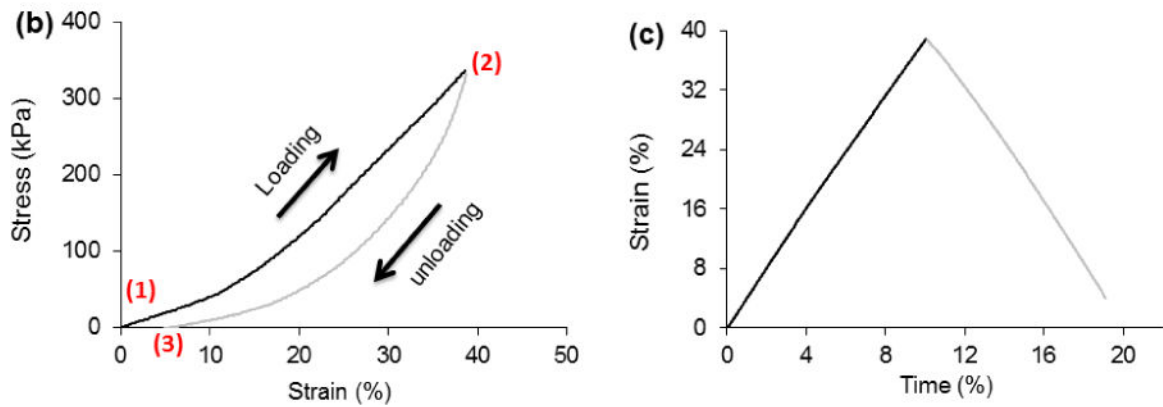 (b)
400
300
200
100
0
Stress (kPa)
(1)
(2)
(3)
Loading
unloading
0 10 20 30 40 50
Strain (%)
(c)
40
32
24
16
8
0
Strain (%)
0 4 8 12 16 20
Time (%)